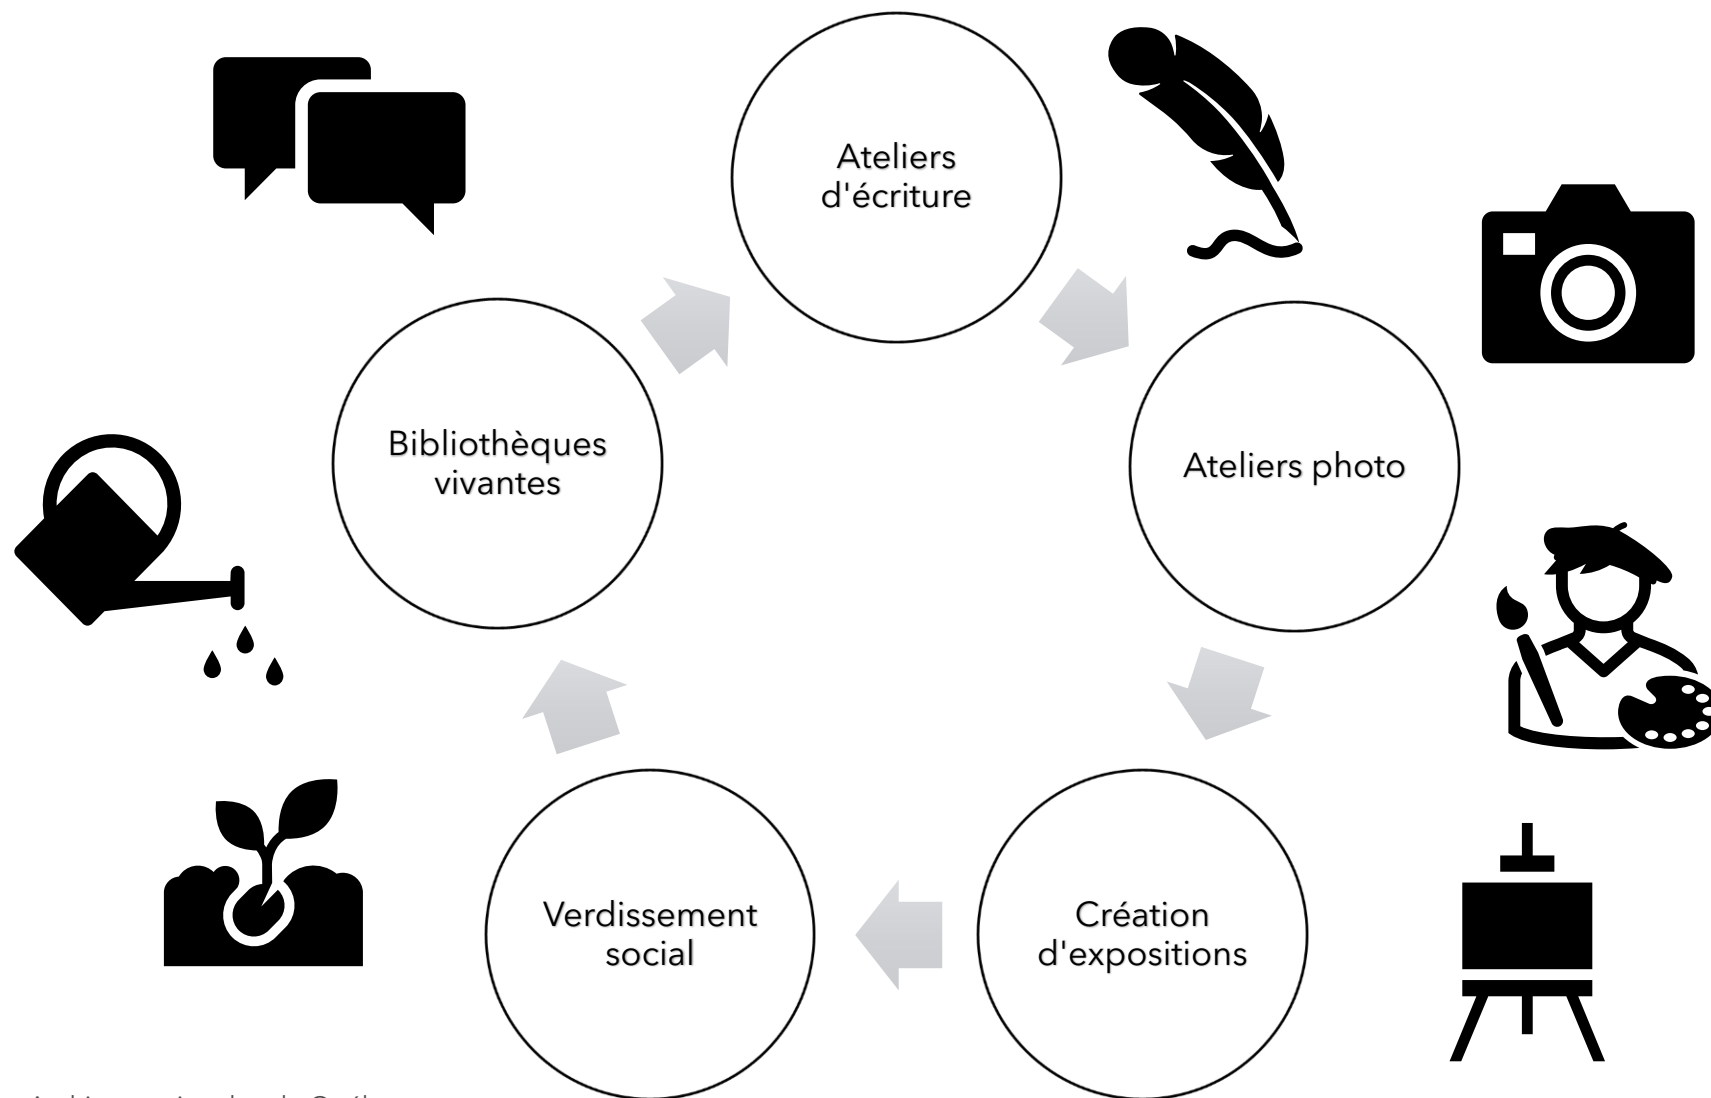 Ateliers
d'écriture
Ateliers photo
Création
d'expositions
Verdissement
social
Bibliothèques
vivantes